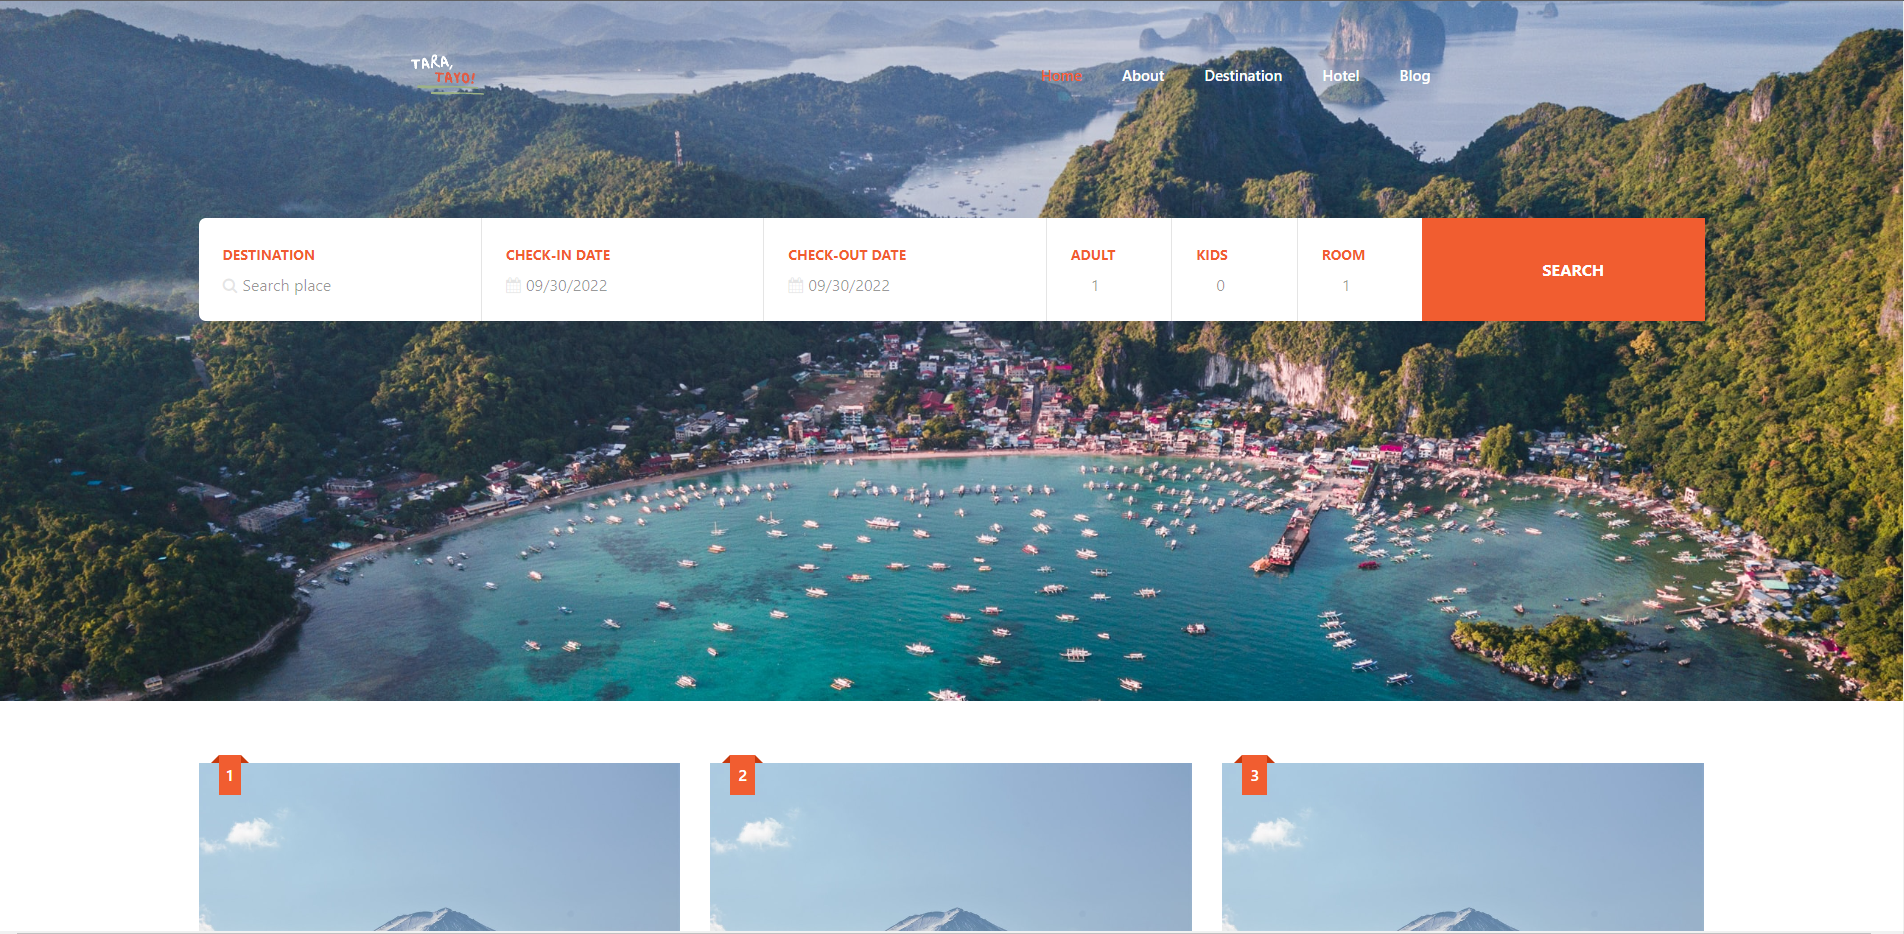 TARA,
TAYO!
Home About Destination Hotel Blog
DESTINATION CHECK-IN DATE CHECK-OUT DATE ADULT KIDS ROOM
Search place 09/30/2022 09/30/2022 1 0 1
SEARCH
1 2 3